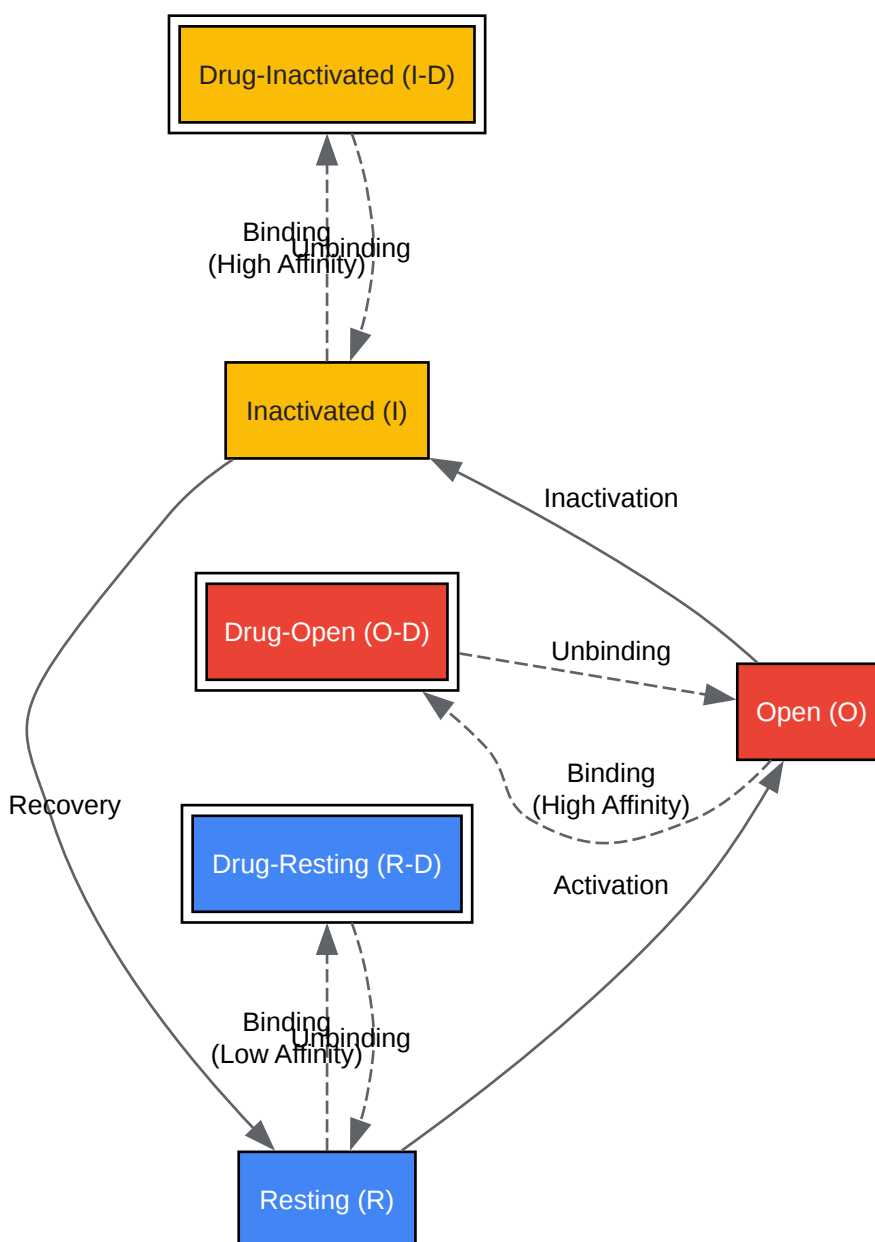 Drug-Inactivated (I-D)
Binding
(High Affinity)
Unbinding
Inactivated (I)
Inactivation
Drug-Open (O-D)
Unbinding
Open (O)
Binding
(High Affinity)
Recovery
Drug-Resting (R-D)
Activation
Binding
(Low Affinity)
Unbinding
Resting (R)